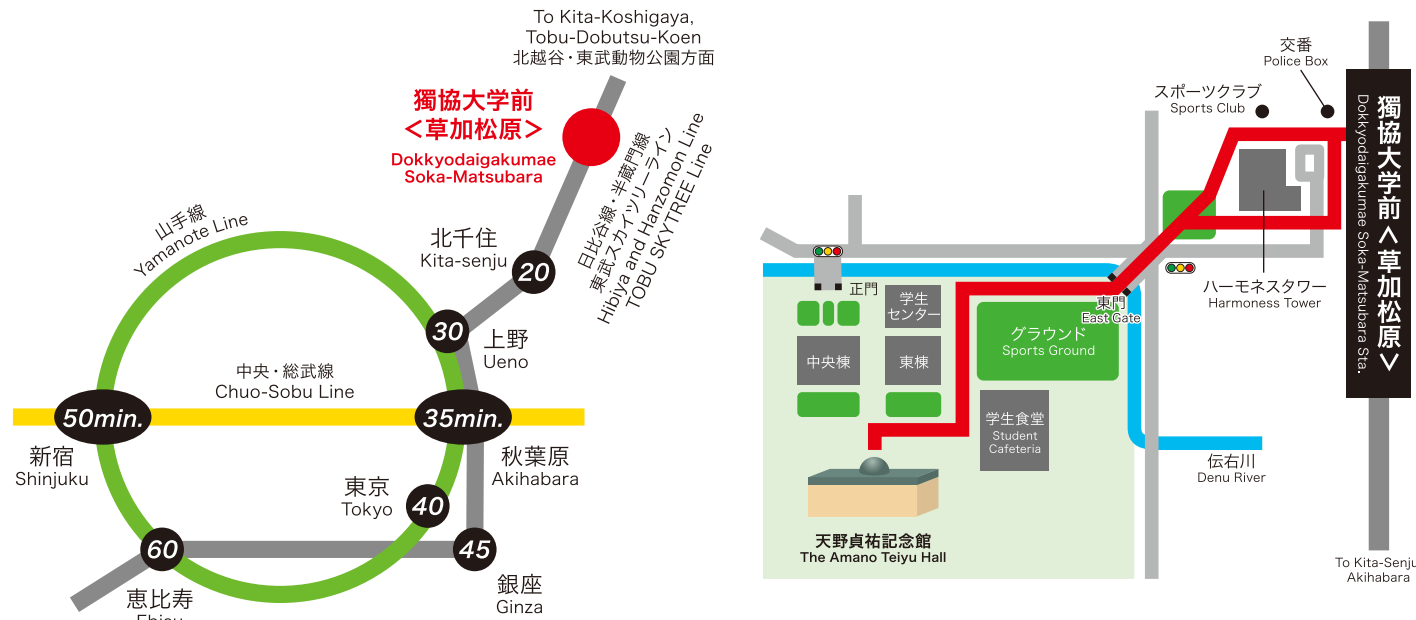 To Kita-Koshigaya,
Tobu-Dobutsu-Koen
北越谷・東武動物公園方面
獨協大学前
＜草加松原＞
Dokkyodaigakumae
Soka-Matsubara
日比谷線・半蔵門線
東武スカイツリーライン
Hibiya and Hanzomon Line
TOBU SKYTREE Line
山手線
Yamanote Line
北千住
Kita-senju
20
30
上野
Ueno
中央・総武線
Chuo-Sobu Line
50min.
35min.
新宿
Shinjuku
秋葉原
Akihabara
東京
Tokyo
40
60
45
恵比寿
Ebisu
銀座
Ginza
交番
Police Box
スポーツクラブ
Sports Club
獨協大学前＜草加松原＞
Dokkyodaigakumae Soka-Matsubara Sta.
ハーモネスタワー
Harmoness Tower
正門
東門
East Gate
学生
センター
グラウンド
Sports Ground
中央棟
東棟
学生食堂
Student
Cafeteria
伝右川
Denu River
天野貞祐記念館
The Amano Teiyu Hall
To Kita-Senju
Akihabara